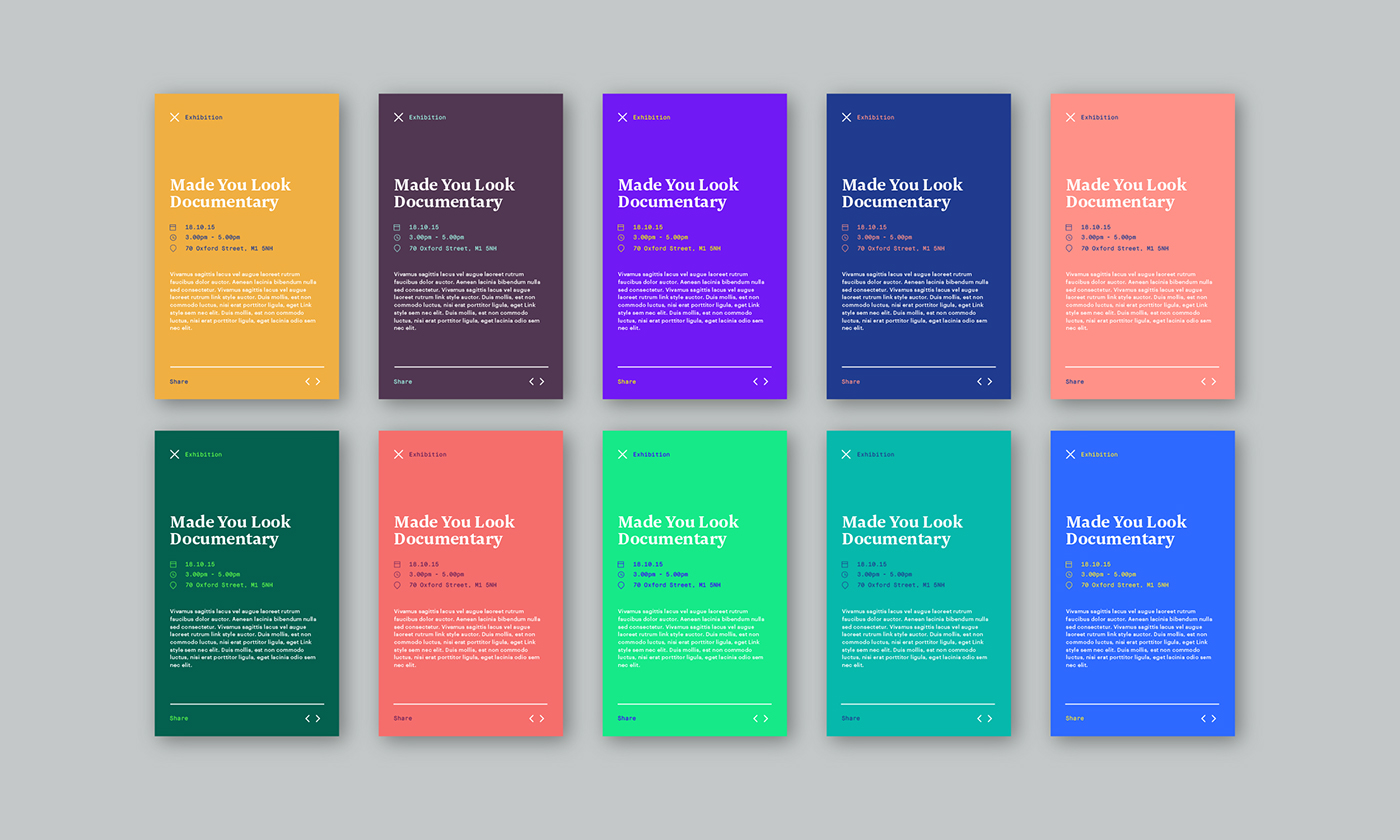 Exhibition
Made You Look
Documentary
18.10.15
3.00pm - 5.00pm
70 Oxford Street, M1 5NH
Vivamus sagittis lacus vel augue laoreet rutrum
faucibus dolor auctor. Aenean lacinia bibendum nulla
sed consectetur. Vivamus sagittis lacus vel augue
laoreet rutrum link style auctor. Duis mollis, est non
commodo luctus, nisi erat porttitor ligula, eget Link
style sem nec elit. Duis mollis, est non commodo
luctus, nisi erat porttitor ligula, eget lacinia odio sem
nec elit.
Share
Exhibition
Made You Look
Documentary
18.10.15
3.00pm - 5.00pm
70 Oxford Street, M1 5NH
Vivamus sagittis lacus vel augue laoreet rutrum
faucibus dolor auctor. Aenean lacinia bibendum nulla
sed consectetur. Vivamus sagittis lacus vel augue
laoreet rutrum link style auctor. Duis mollis, est non
commodo luctus, nisi erat porttitor ligula, eget Link
style sem nec elit. Duis mollis, est non commodo
luctus, nisi erat porttitor ligula, eget lacinia odio sem
nec elit.
Share
Exhibition
Made You Look
Documentary
18.10.15
3.00pm - 5.00pm
70 Oxford Street, M1 5NH
Vivamus sagittis lacus vel augue laoreet rutrum
faucibus dolor auctor. Aenean lacinia bibendum nulla
sed consectetur. Vivamus sagittis lacus vel augue
laoreet rutrum link style auctor. Duis mollis, est non
commodo luctus, nisi erat porttitor ligula, eget Link
style sem nec elit. Duis mollis, est non commodo
luctus, nisi erat porttitor ligula, eget lacinia odio sem
nec elit.
Share
Exhibition
Made You Look
Documentary
18.10.15
3.00pm - 5.00pm
70 Oxford Street, M1 5NH
Vivamus sagittis lacus vel augue laoreet rutrum
faucibus dolor auctor. Aenean lacinia bibendum nulla
sed consectetur. Vivamus sagittis lacus vel augue
laoreet rutrum link style auctor. Duis mollis, est non
commodo luctus, nisi erat porttitor ligula, eget Link
style sem nec elit. Duis mollis, est non commodo
luctus, nisi erat porttitor ligula, eget lacinia odio sem
nec elit.
Share
Exhibition
Made You Look
Documentary
18.10.15
3.00pm - 5.00pm
70 Oxford Street, M1 5NH
Vivamus sagittis lacus vel augue laoreet rutrum
faucibus dolor auctor. Aenean lacinia bibendum nulla
sed consectetur. Vivamus sagittis lacus vel augue
laoreet rutrum link style auctor. Duis mollis, est non
commodo luctus, nisi erat porttitor ligula, eget Link
style sem nec elit. Duis mollis, est non commodo
luctus, nisi erat porttitor ligula, eget lacinia odio sem
nec elit.
Share
Exhibition
Made You Look
Documentary
18.10.15
3.00pm - 5.00pm
70 Oxford Street, M1 5NH
Vivamus sagittis lacus vel augue laoreet rutrum
faucibus dolor auctor. Aenean lacinia bibendum nulla
sed consectetur. Vivamus sagittis lacus vel augue
laoreet rutrum link style auctor. Duis mollis, est non
commodo luctus, nisi erat porttitor ligula, eget Link
style sem nec elit. Duis mollis, est non commodo
luctus, nisi erat porttitor ligula, eget lacinia odio sem
nec elit.
Share
Exhibition
Made You Look
Documentary
18.10.15
3.00pm - 5.00pm
70 Oxford Street, M1 5NH
Vivamus sagittis lacus vel augue laoreet rutrum
faucibus dolor auctor. Aenean lacinia bibendum nulla
sed consectetur. Vivamus sagittis lacus vel augue
laoreet rutrum link style auctor. Duis mollis, est non
commodo luctus, nisi erat porttitor ligula, eget Link
style sem nec elit. Duis mollis, est non commodo
luctus, nisi erat porttitor ligula, eget lacinia odio sem
nec elit.
Share
Exhibition
Made You Look
Documentary
18.10.15
3.00pm - 5.00pm
70 Oxford Street, M1 5NH
Vivamus sagittis lacus vel augue laoreet rutrum
faucibus dolor auctor. Aenean lacinia bibendum nulla
sed consectetur. Vivamus sagittis lacus vel augue
laoreet rutrum link style auctor. Duis mollis, est non
commodo luctus, nisi erat porttitor ligula, eget Link
style sem nec elit. Duis mollis, est non commodo
luctus, nisi erat porttitor ligula, eget lacinia odio sem
nec elit.
Share
Exhibition
Made You Look
Documentary
18.10.15
3.00pm - 5.00pm
70 Oxford Street, M1 5NH
Vivamus sagittis lacus vel augue laoreet rutrum
faucibus dolor auctor. Aenean lacinia bibendum nulla
sed consectetur. Vivamus sagittis lacus vel augue
laoreet rutrum link style auctor. Duis mollis, est non
commodo luctus, nisi erat porttitor ligula, eget Link
style sem nec elit. Duis mollis, est non commodo
luctus, nisi erat porttitor ligula, eget lacinia odio sem
nec elit.
Share
Exhibition
Made You Look
Documentary
18.10.15
3.00pm - 5.00pm
70 Oxford Street, M1 5NH
Vivamus sagittis lacus vel augue laoreet rutrum
faucibus dolor auctor. Aenean lacinia bibendum nulla
sed consectetur. Vivamus sagittis lacus vel augue
laoreet rutrum link style auctor. Duis mollis, est non
commodo luctus, nisi erat porttitor ligula, eget Link
style sem nec elit. Duis mollis, est non commodo
luctus, nisi erat porttitor ligula, eget lacinia odio sem
nec elit.
Share